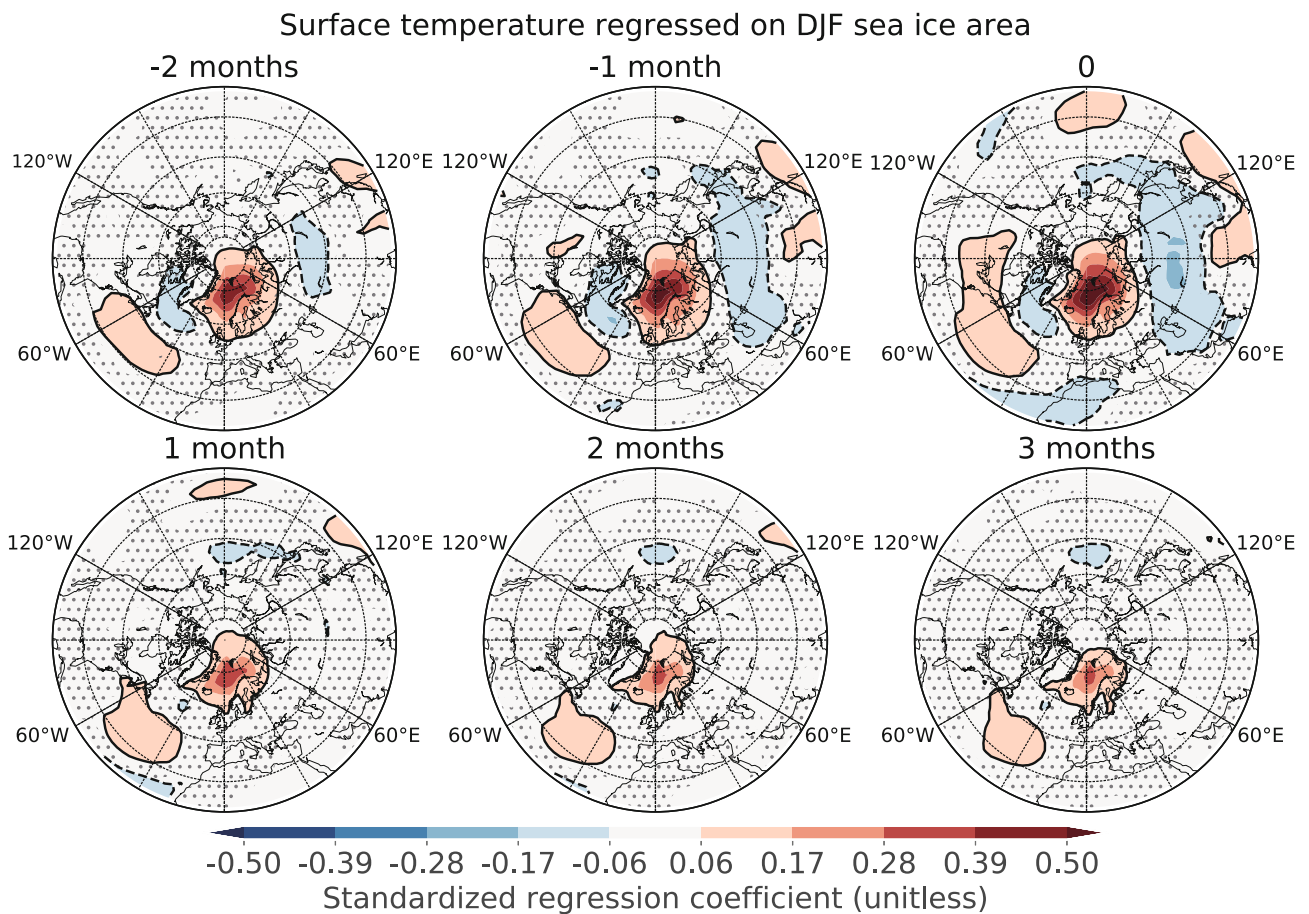 Surface temperature regressed on DJF sea ice area
-2 months
-1 month
0
120°W
120°E
120°W
120°E
120°W
120°E
60°W
60°E
60°W
60°E
60°W
60°E
1 month
2 months
3 months
120°W
120°E
120°W
120°E
120°W
120°E
60°W
60°E
60°W
60°E
60°W
60°E
-0.50 -0.39 -0.28 -0.17 -0.06 0.06 0.17 0.28 0.39 0.50
Standardized regression coefficient (unitless)